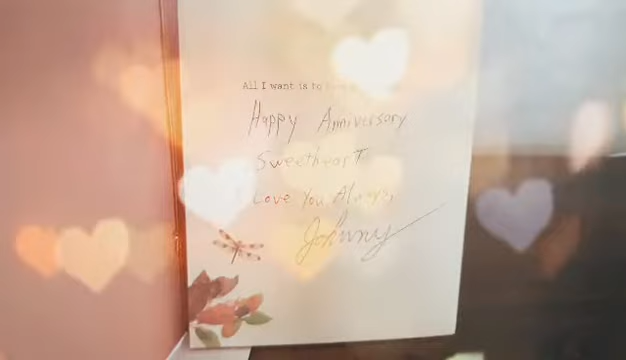 All I want is to
Happy Anniversary
Sweetheart
Love You Always,
Johnny